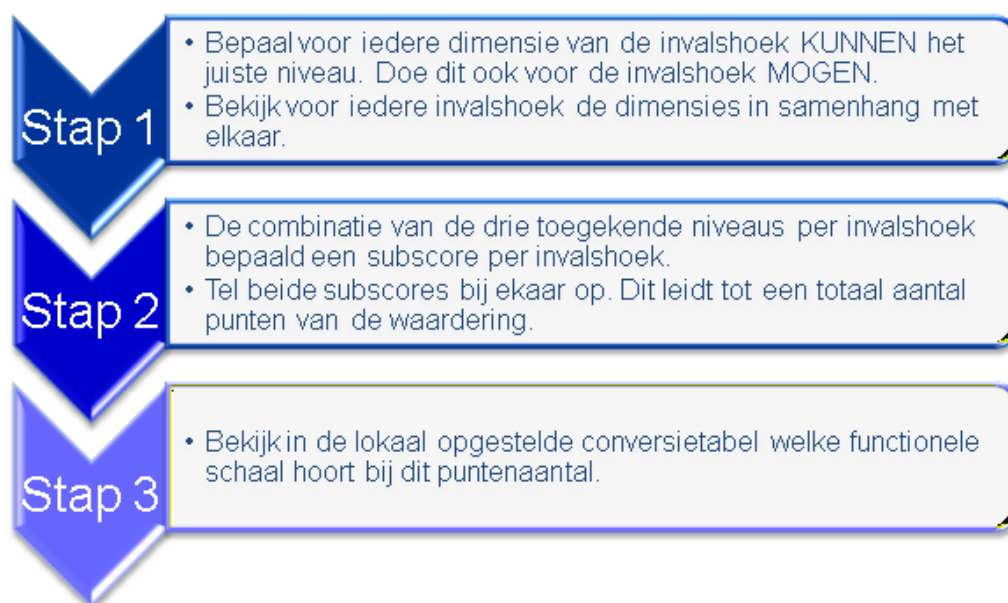 Stap 1
• Bepaal voor iedere dimensie van de invalshoek KUNNEN het
juiste niveau. Doe dit ook voor de invalshoek MOGEN.
• Bekijk voor iedere invalshoek de dimensies in samenhang met
elkaar.
Stap 2
• De combinatie van de drie toegekende niveaus per invalshoek
bepaald een subscore per invalshoek.
• Tel beide subscores bij ekaar op. Dit leidt tot een totaal aantal
punten van de waardering.
Stap 3
• Bekijk in de lokaal opgestelde conversietabel welke functionele
schaal hoort bij dit puntenaantal.